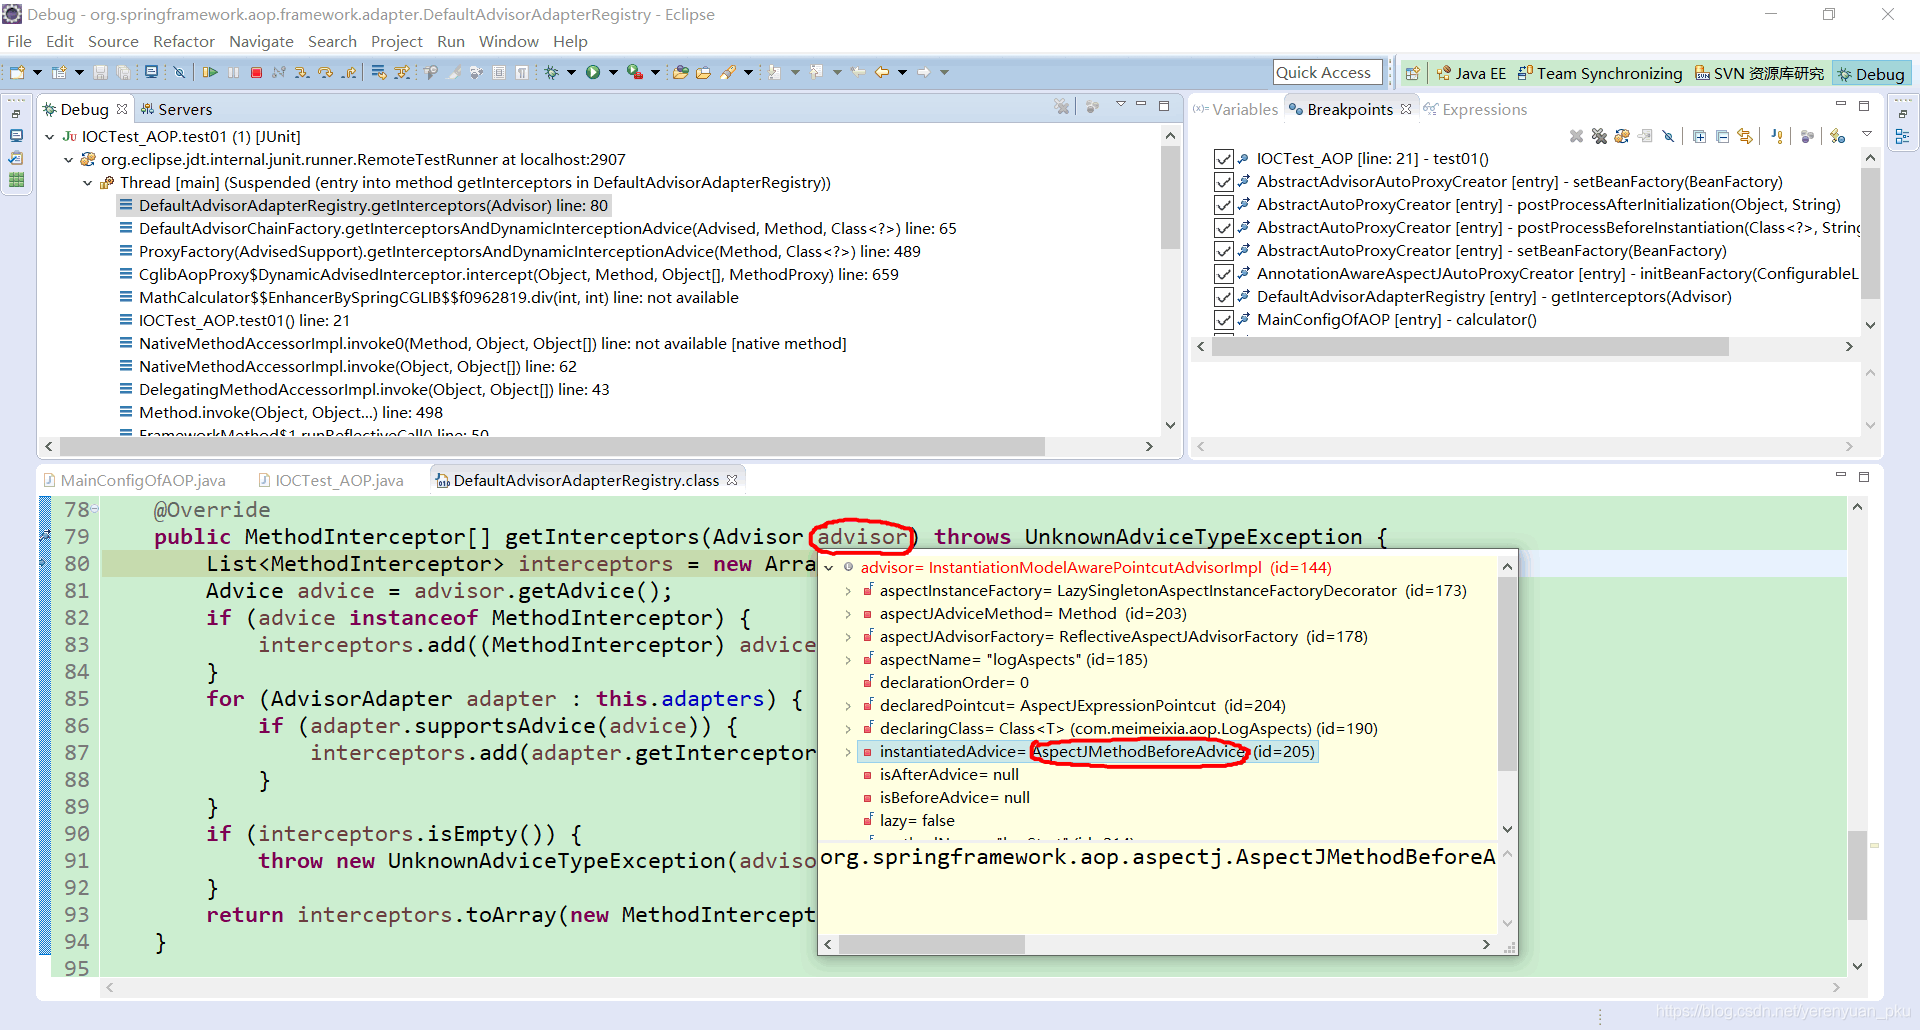 Debug - org.springframework.aop.framework.adapter.DefaultAdvisorAdapterRegistry - Eclipse
File Edit Source Refactor Navigate Search Project Run Window Help
Quick Access
Java EE Team Synchronizing SVN 资源库研究 Debug
Debug Servers
Ju IOCTest_AOP.test01 (1) [JUnit]
org.eclipse.jdt.internal.junit.runner.RemoteTestRunner at localhost:2907
Thread [main] (Suspended (entry into method getInterceptors in DefaultAdvisorAdapterRegistry))
DefaultAdvisorAdapterRegistry.getInterceptors(Advisor) line: 80
DefaultAdvisorChainFactory.getInterceptorsAndDynamicInterceptionAdvice(Advised, Method, Class<?>) line: 65
ProxyFactory(AdvisedSupport).getInterceptorsAndDynamicInterceptionAdvice(Method, Class<?>) line: 489
CglibAopProxy$DynamicAdvisedInterceptor.intercept(Object, Method, Object[], MethodProxy) line: 659
MathCalculator$$EnhancerBySpringCGLIB$$f0962819.div(int, int) line: not available
IOCTest_AOP.test01() line: 21
NativeMethodAccessorImpl.invoke0(Method, Object, Object[]) line: not available [native method]
NativeMethodAccessorImpl.invoke(Object, Object[]) line: 62
DelegatingMethodAccessorImpl.invoke(Object, Object[]) line: 43
Method.invoke(Object, Object...) line: 498
FrameworkMethod$1.runReflectiveCall() line: 50
(x)= Variables Breakpoints Expressions
IOCTest_AOP [line: 21] - test01()
AbstractAdvisorAutoProxyCreator [entry] - setBeanFactory(BeanFactory)
AbstractAutoProxyCreator [entry] - postProcessAfterInitialization(Object, String)
AbstractAutoProxyCreator [entry] - postProcessBeforeInstantiation(Class<?>, String
AbstractAutoProxyCreator [entry] - setBeanFactory(BeanFactory)
AnnotationAwareAspectJAutoProxyCreator [entry] - initBeanFactory(ConfigurableL
DefaultAdvisorAdapterRegistry [entry] - getInterceptors(Advisor)
MainConfigOfAOP [entry] - calculator()
MainConfigOfAOP.java IOCTest_AOP.java DefaultAdvisorAdapterRegistry.class
78 @Override
79 public MethodInterceptor[] getInterceptors(Advisor advisor) throws UnknownAdviceTypeException {
80 List<MethodInterceptor> interceptors = new Arra
81 Advice advice = advisor.getAdvice();
82 if (advice instanceof MethodInterceptor) {
83 interceptors.add((MethodInterceptor) advice
84 }
85 for (AdvisorAdapter adapter : this.adapters) {
86 if (adapter.supportsAdvice(advice)) {
87 interceptors.add(adapter.getInterceptor
88 }
89 }
90 if (interceptors.isEmpty()) {
91 throw new UnknownAdviceTypeException(adviso
92 }
93 return interceptors.toArray(new MethodIntercept
94 }
95
advisor= InstantiationModelAwarePointcutAdvisorImpl (id=144)
aspectInstanceFactory= LazySingletonAspectInstanceFactoryDecorator (id=173)
aspectJAdviceMethod= Method (id=203)
aspectJAdvisorFactory= ReflectiveAspectJAdvisorFactory (id=178)
aspectName= "logAspects" (id=185)
declarationOrder= 0
declaredPointcut= AspectJExpressionPointcut (id=204)
declaringClass= Class<T> (com.meimeixia.aop.LogAspects) (id=190)
instantiatedAdvice= AspectJMethodBeforeAdvice (id=205)
isAfterAdvice= null
isBeforeAdvice= null
lazy= false
org.springframework.aop.aspectj.AspectJMethodBeforeA
https://blog.csdn.net/yerenyuan_pku